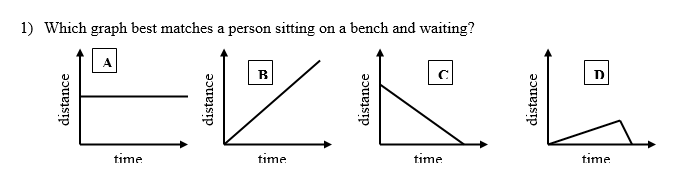 1) Which graph best matches a person sitting on a bench and waiting?
A
distance
time
B
distance
time
C
distance
time
D
distance
time